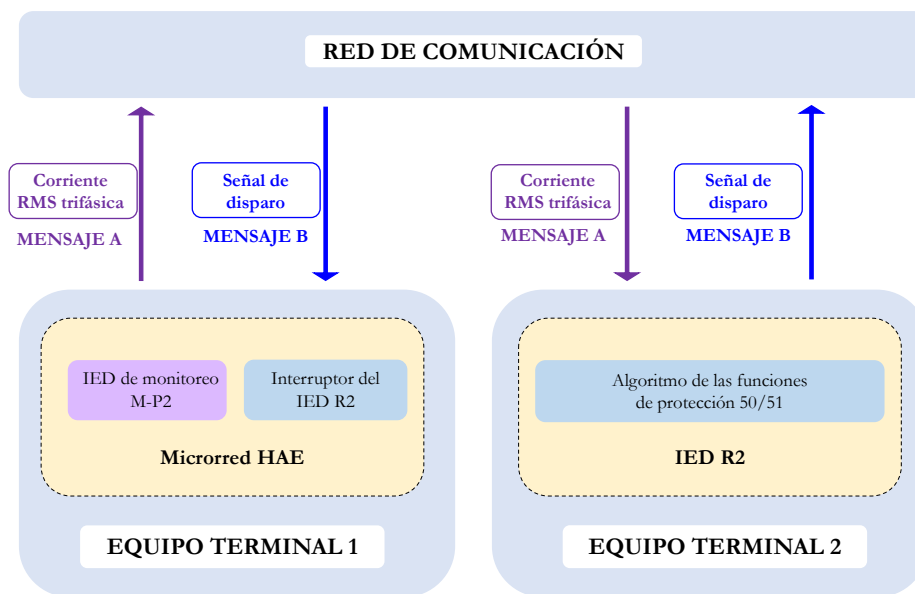 RED DE COMUNICACIÓN
Corriente
RMS trifásica
MENSAJE A
Señal de
disparo
MENSAJE B
Corriente
RMS trifásica
MENSAJE A
Señal de
disparo
MENSAJE B
IED de monitoreo
M-P2
Interruptor del
IED R2
Microrred HAE
EQUIPO TERMINAL 1
Algoritmo de las funciones
de protección 50/51
IED R2
EQUIPO TERMINAL 2